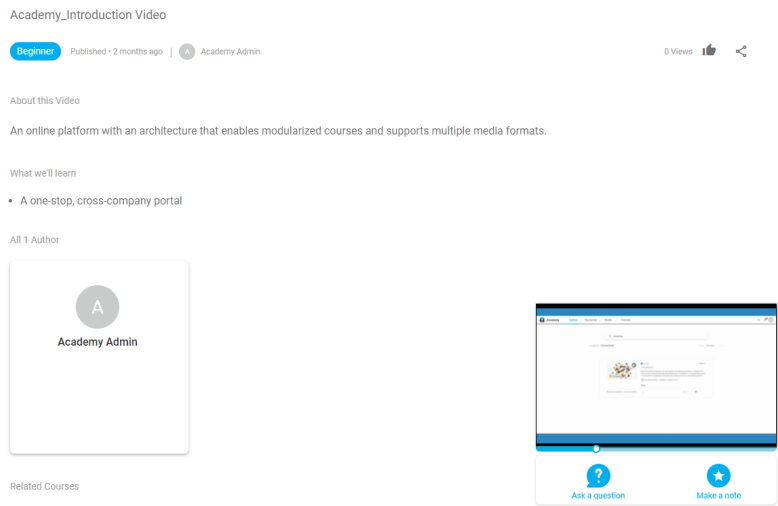 Academy_Introduction Video
Beginner Published • 2 months ago | A Academy Admin 0 Views
About this Video
An online platform with an architecture that enables modularized courses and supports multiple media formats.
What we'll learn
• A one-stop, cross-company portal
All 1 Author
A
Academy Admin
Academy
Ask a question Make a note
Related Courses